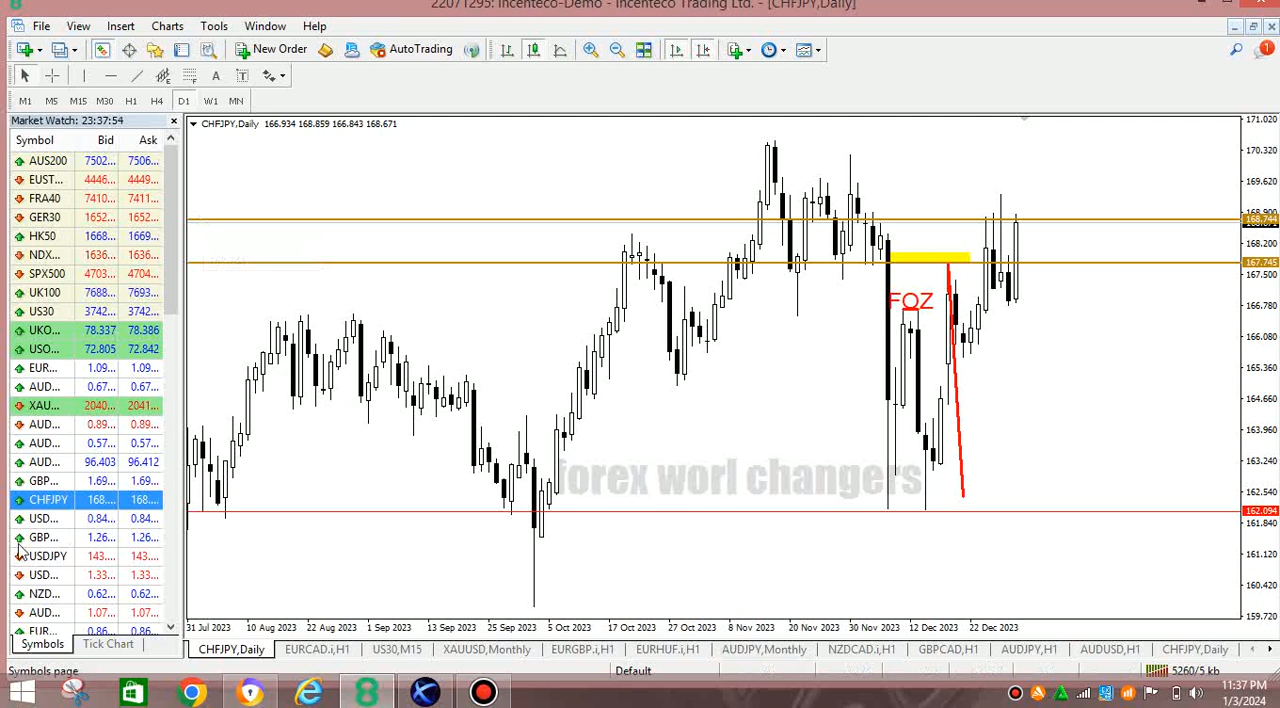 22071295: Incenteco-Demo - Incenteco Trading Ltd. - [CHFJPY,Daily]
File View Insert Charts Tools Window Help
New Order AutoTrading 1
A T
M1 M5 M15 M30 H1 H4 D1 W1 MN
Market Watch: 23:37:54
Symbol Bid Ask
AUS200 7502... 7506...
EUST... 4446... 4449...
FRA40 7410... 7411...
GER30 1652... 1652...
HK50 1668... 1669...
NDX... 1636... 1636...
SPX500 4703... 4704...
UK100 7688... 7693...
US30 3742... 3742...
UKO... 78.337 78.386
USO... 72.805 72.842
EUR... 1.09... 1.09...
AUD... 0.67... 0.67...
XAU... 2040... 2041...
AUD... 0.89... 0.89...
AUD... 0.57... 0.57...
AUD... 96.403 96.412
GBP... 1.69... 1.69...
CHFJPY 168.... 168....
USD... 0.84... 0.84...
GBP... 1.26... 1.26...
USDJPY 143.... 143....
USD... 1.33... 1.33...
NZD... 0.62... 0.62...
AUD... 1.07... 1.07...
EUR... 0.86... 0.86...
Symbols Tick Chart
CHFJPY,Daily 166.934 168.859 166.843 168.671
FOZ
forex worl changers
171.020
170.320
169.620
168.744
168.200
167.745
167.500
166.780
166.080
165.360
164.660
163.960
163.240
162.540
162.094
161.840
161.120
160.420
159.720
31 Jul 2023 10 Aug 2023 22 Aug 2023 1 Sep 2023 13 Sep 2023 25 Sep 2023 5 Oct 2023 17 Oct 2023 27 Oct 2023 8 Nov 2023 20 Nov 2023 30 Nov 2023 12 Dec 2023 22 Dec 2023
CHFJPY,Daily EURCAD.i,H1 US30,M15 XAUUSD,Monthly EURGBP.i,H1 EURHUF.i,H1 AUDJPY,Monthly NZDCAD.i,H1 GBPCAD,H1 AUDJPY,H1 AUDUSD,H1 CHFJPY,Daily
Symbols page Default 5260/5 kb
11:37 PM
1/3/2024